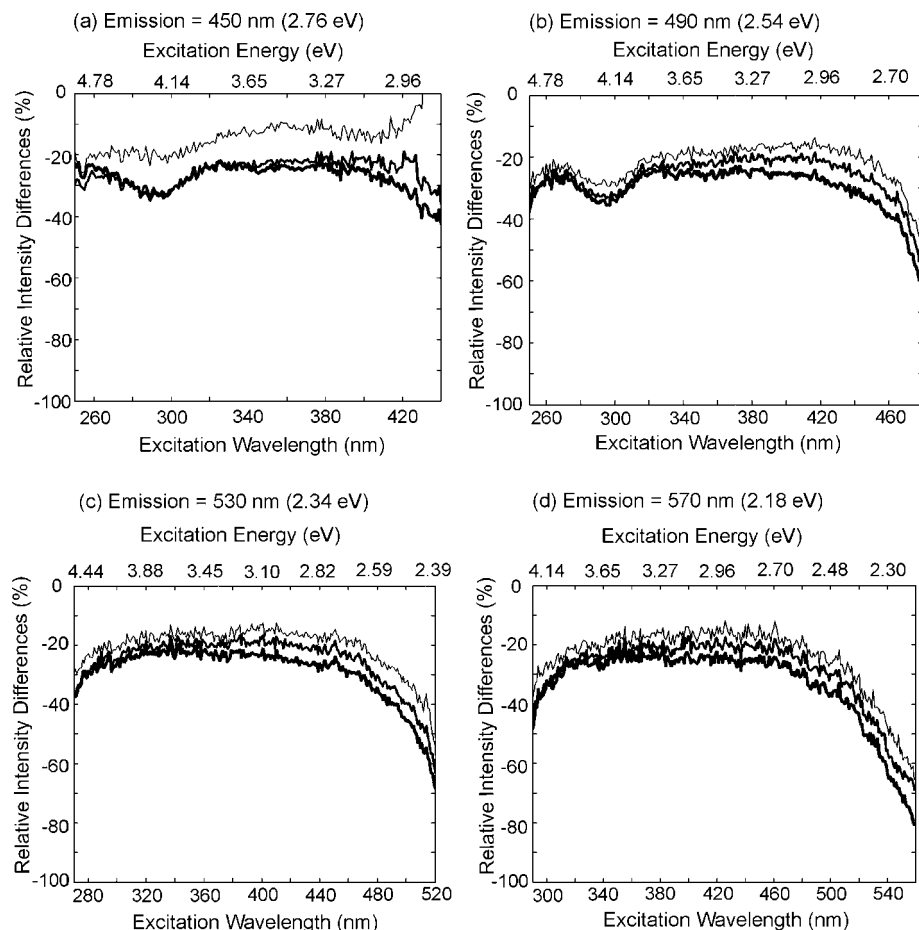 (a) Emission = 450 nm (2.76 eV)
Excitation Energy (eV)
4.78 4.14 3.65 3.27 2.96
Relative Intensity Differences (%)
0
-20
-40
-60
-80
-100
260 300 340 380 420
Excitation Wavelength (nm)
(b) Emission = 490 nm (2.54 eV)
Excitation Energy (eV)
4.78 4.14 3.65 3.27 2.96 2.70
Relative Intensity Differences (%)
0
-20
-40
-60
-80
-100
260 300 340 380 420 460
Excitation Wavelength (nm)
(c) Emission = 530 nm (2.34 eV)
Excitation Energy (eV)
4.44 3.88 3.45 3.10 2.82 2.59 2.39
Relative Intensity Differences (%)
0
-20
-40
-60
-80
-100
280 320 360 400 440 480 520
Excitation Wavelength (nm)
(d) Emission = 570 nm (2.18 eV)
Excitation Energy (eV)
4.14 3.65 3.27 2.96 2.70 2.48 2.30
Relative Intensity Differences (%)
0
-20
-40
-60
-80
-100
300 340 380 420 460 500 540
Excitation Wavelength (nm)